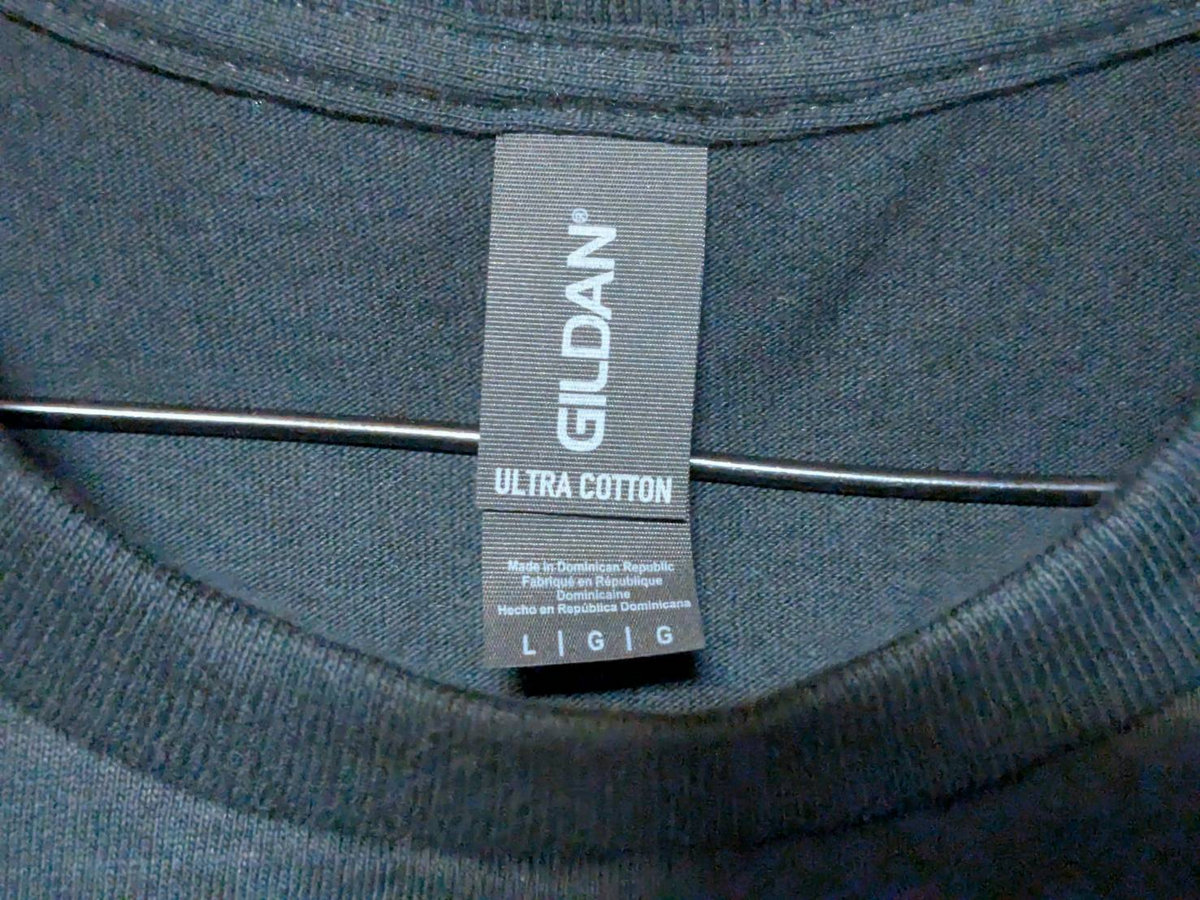 GILDAN®
ULTRA COTTON
Made in Dominican Republic
Fabriqué en République
Dominicaine
Hecho en República Dominicana
L | G | G